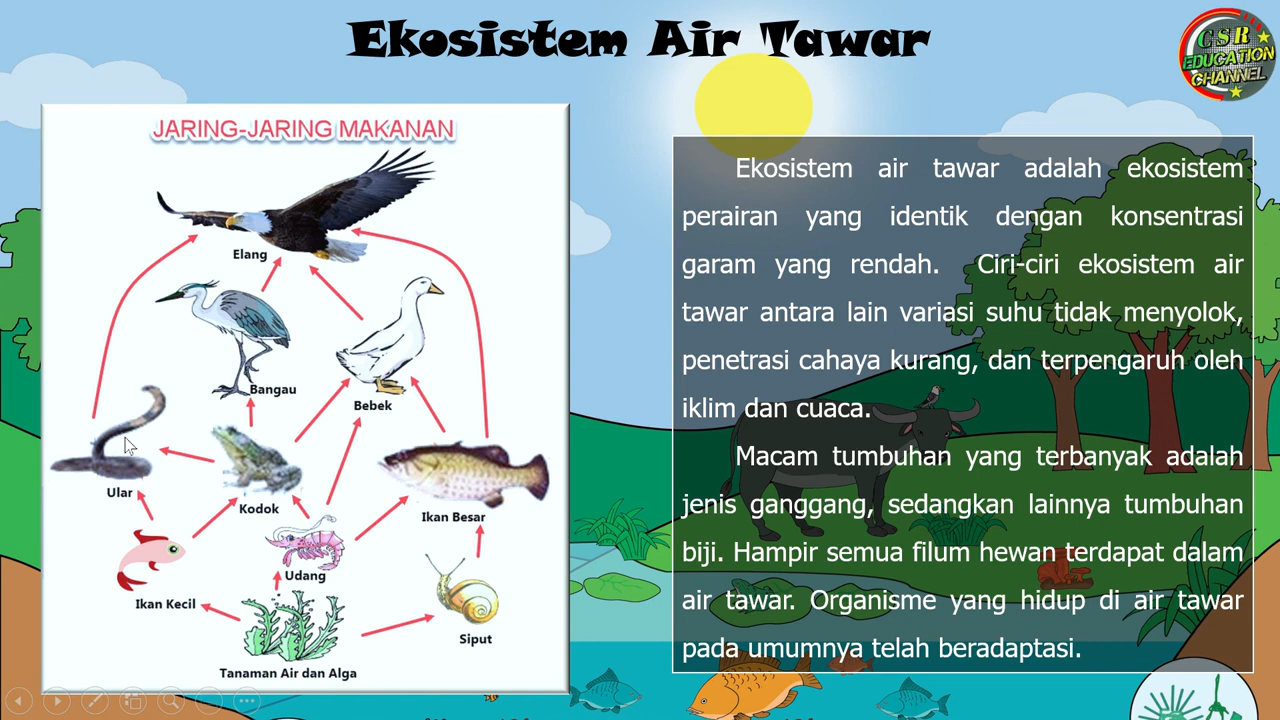 Ekosistem Air Tawar
CSR
EDUCATION
CHANNEL
JARING-JARING MAKANAN
Elang
Bangau
Bebek
Ular
Kodok
Ikan Besar
Udang
Ikan Kecil
Siput
Tanaman Air dan Alga
Ekosistem air tawar adalah ekosistem
perairan yang identik dengan konsentrasi
garam yang rendah. Ciri-ciri ekosistem air
tawar antara lain variasi suhu tidak menyolok,
penetrasi cahaya kurang, dan terpengaruh oleh
iklim dan cuaca.
Macam tumbuhan yang terbanyak adalah
jenis ganggang, sedangkan lainnya tumbuhan
biji. Hampir semua filum hewan terdapat dalam
air tawar. Organisme yang hidup di air tawar
pada umumnya telah beradaptasi.